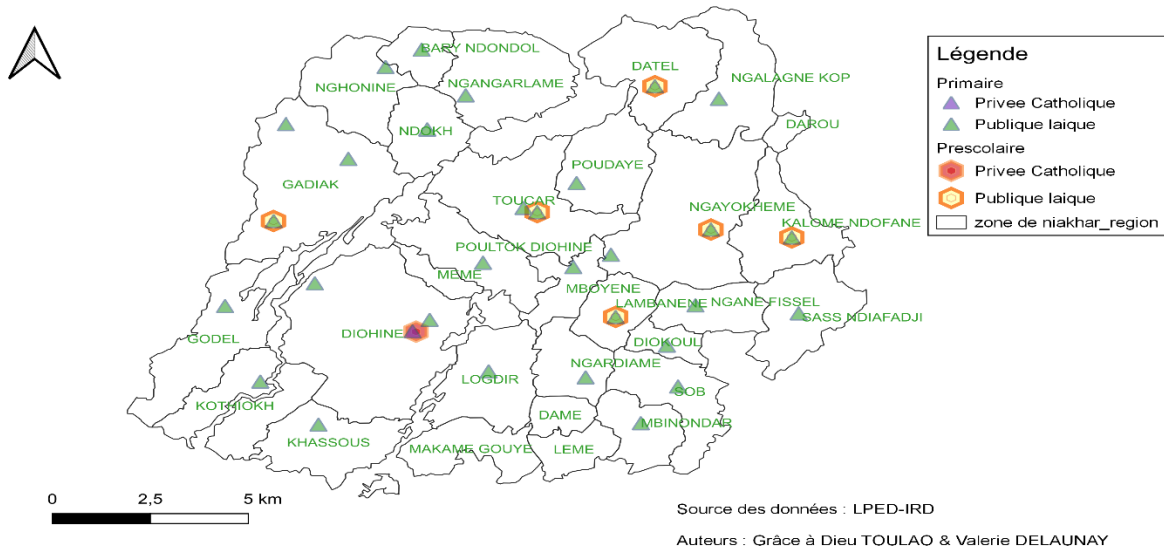 BARY NDONDOL
DATEL
NGHONINE
NGANGARLAME
NGALAGNE KOP
NDOKH
DAROU
POUDAYE
GADIAK
TOUCAR
NGAYOKHEME
KALOME NDOFANE
POULTOK DIOHINE
MEME
MBOYENE
LAMBANENE
NGANE FISSEL
SASS NDIAFADJI
GODEL
DIOHINE
DIOKOUL
LOGDIR
NGARDIAME
SOB
KOTHIOKH
DAME
MBINONDAR
KHASSOUS
MAKAME GOUYE
LEME
Légende
Primaire
Privee Catholique
Publique laique
Prescolaire
Privee Catholique
Publique laique
zone de niakhar_region
0 2,5 5 km
Source des données : LPED-IRD
Auteurs : Grâce à Dieu TOULAO & Valerie DELAUNAY